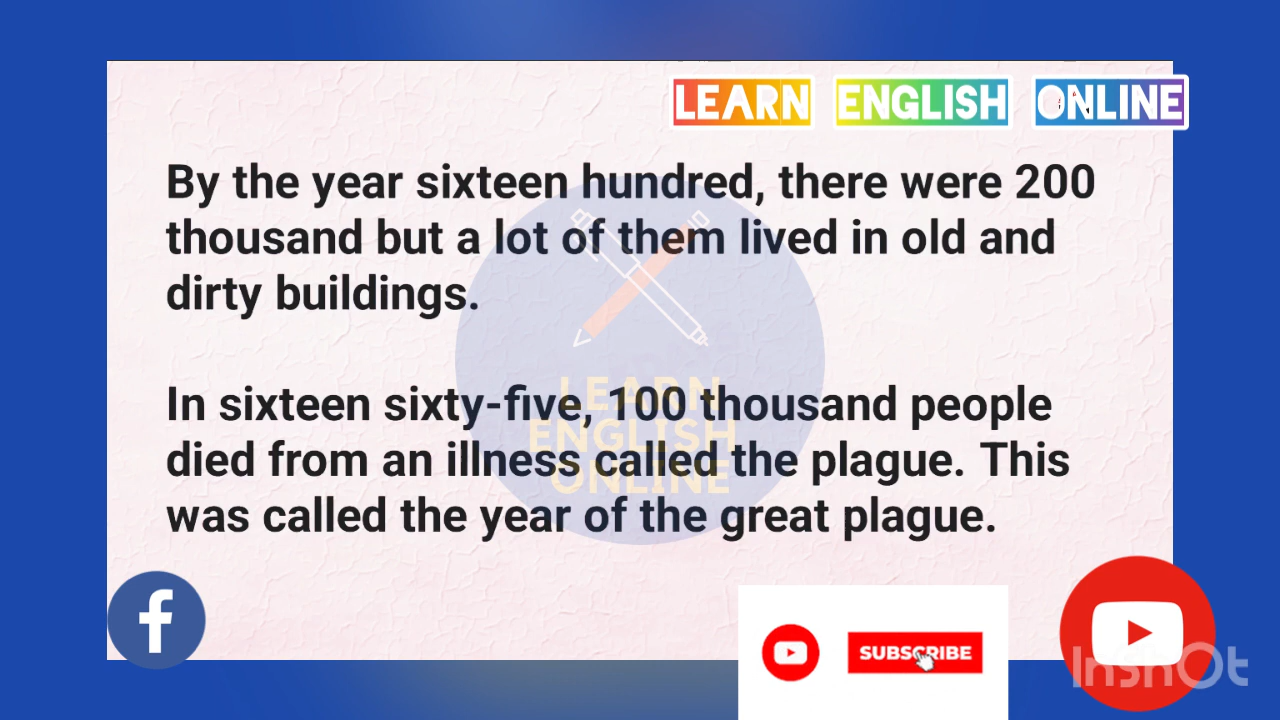 LEARN ENGLISH ONLINE
By the year sixteen hundred, there were 200
thousand but a lot of them lived in old and
dirty buildings.
In sixteen sixty-five, 100 thousand people
died from an illness called the plague. This
was called the year of the great plague.
LEARN
ENGLISH
ONLINE
SUBSCRIBE
InShOt